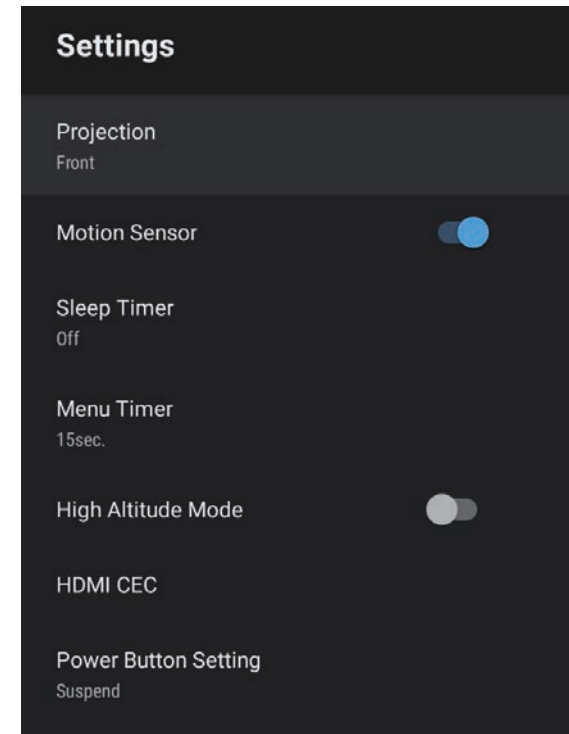 Settings
Projection
Front
Motion Sensor
Sleep Timer
Off
Menu Timer
15sec.
High Altitude Mode
HDMI CEC
Power Button Setting
Suspend